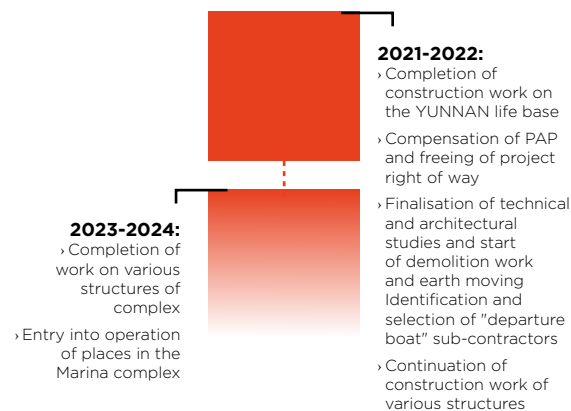 2021-2022:
› Completion of
construction work on
the YUNNAN life base
› Compensation of PAP
and freeing of project
right of way
› Finalisation of technical
and architectural
studies and start
of demolition work
and earth moving
Identification and
selection of "departure
boat" sub-contractors
› Continuation of
construction work of
various structures
2023-2024:
› Completion of
work on various
structures of
complex
› Entry into operation
of places in the
Marina complex